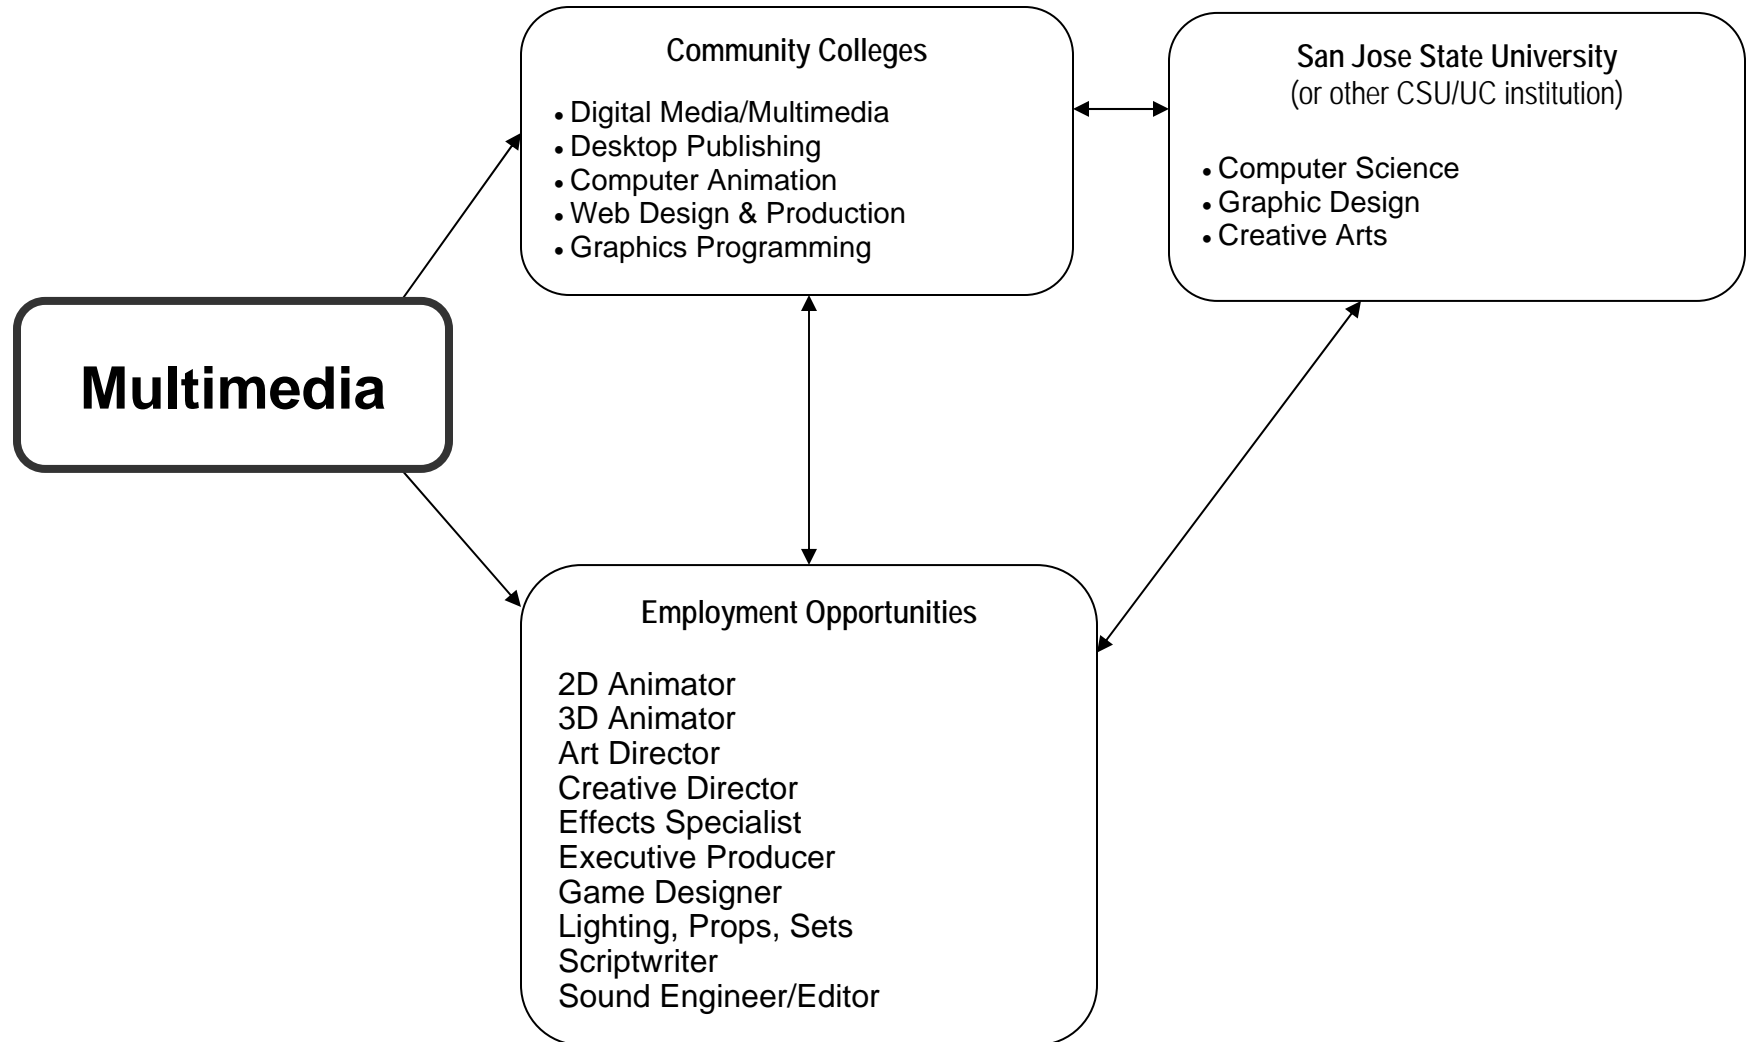 Community Colleges
• Digital Media/Multimedia
• Desktop Publishing
• Computer Animation
• Web Design & Production
• Graphics Programming
San Jose State University
(or other CSU/UC institution)
• Computer Science
• Graphic Design
• Creative Arts
Multimedia
Employment Opportunities
2D Animator
3D Animator
Art Director
Creative Director
Effects Specialist
Executive Producer
Game Designer
Lighting, Props, Sets
Scriptwriter
Sound Engineer/Editor